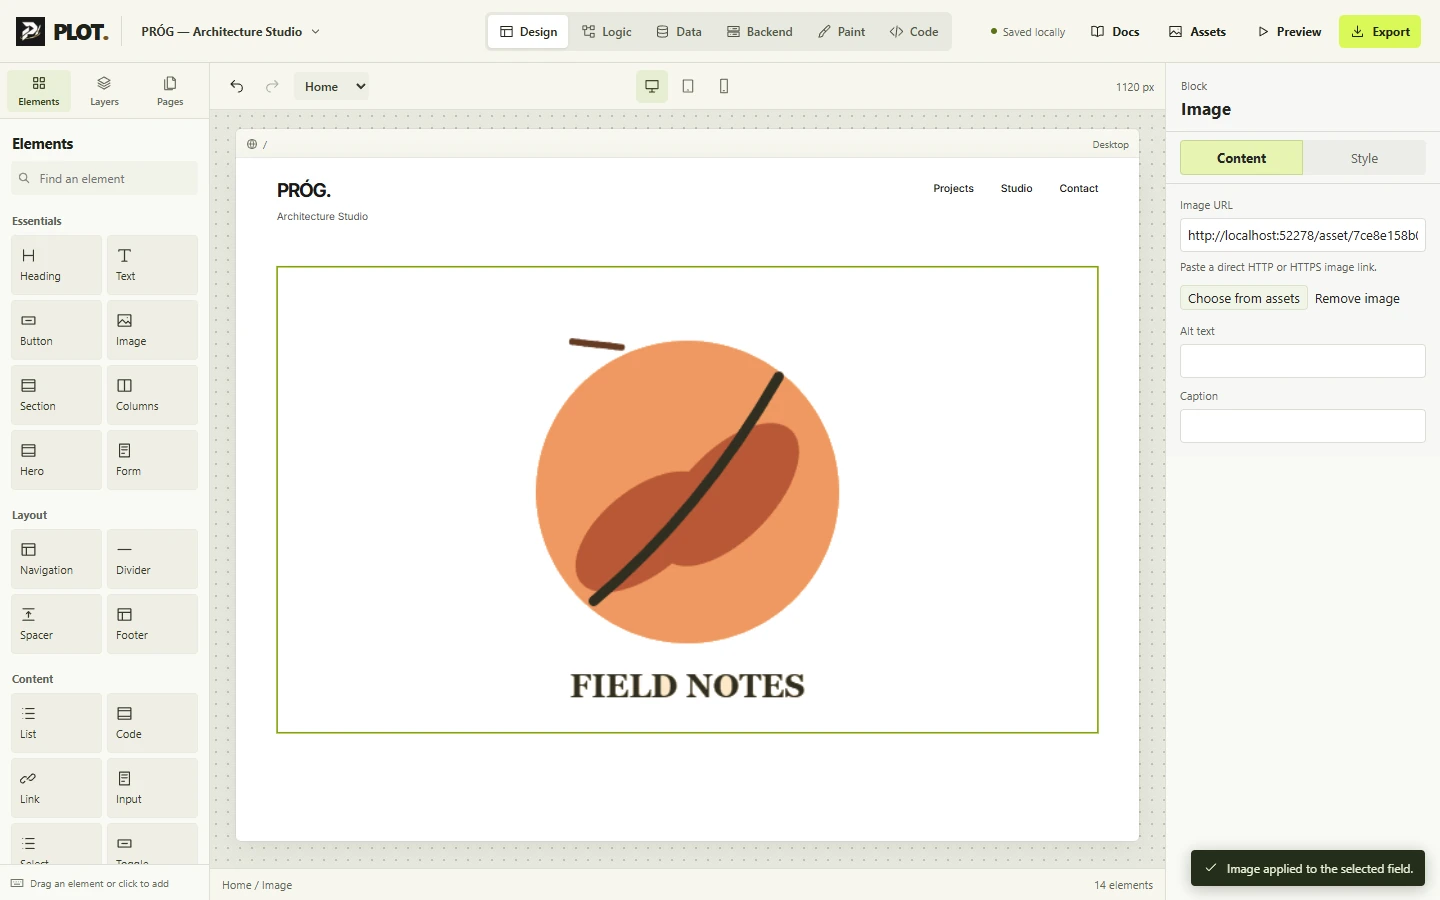 PLOT.
PRÓG — Architecture Studio
Design
Logic
Data
Backend
Paint
Code
Saved locally
Docs
Assets
Preview
Export
Elements
Layers
Pages
Home
1120 px
Elements
Find an element
Essentials
Heading
Text
Button
Image
Section
Columns
Hero
Form
Layout
Navigation
Divider
Spacer
Footer
Content
List
Code
Link
Input
Select
Toggle
Drag an element or click to add
/
Desktop
PRÓG.
Architecture Studio
Projects
Studio
Contact
FIELD NOTES
Home / Image
14 elements
Block
Image
Content
Style
Image URL
http://localhost:52278/asset/7ce8e158b
Paste a direct HTTP or HTTPS image link.
Choose from assets
Remove image
Alt text
Caption
Image applied to the selected field.